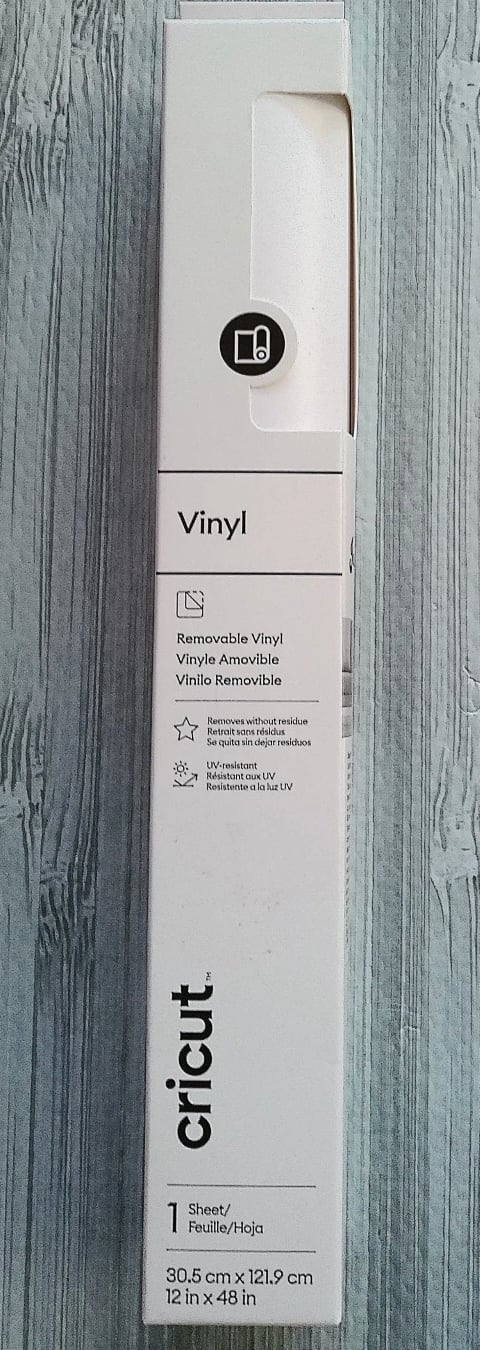 Vinyl
Removable Vinyl
Vinyle Amovible
Vinilo Removible
Removes without residue
Retrait sans résidus
Se quita sin dejar residuos
UV-resistant
Résistant aux UV
Resistente a la luz UV
cricut™
1 Sheet/
Feuille/Hoja
30.5 cm x 121.9 cm
12 in x 48 in